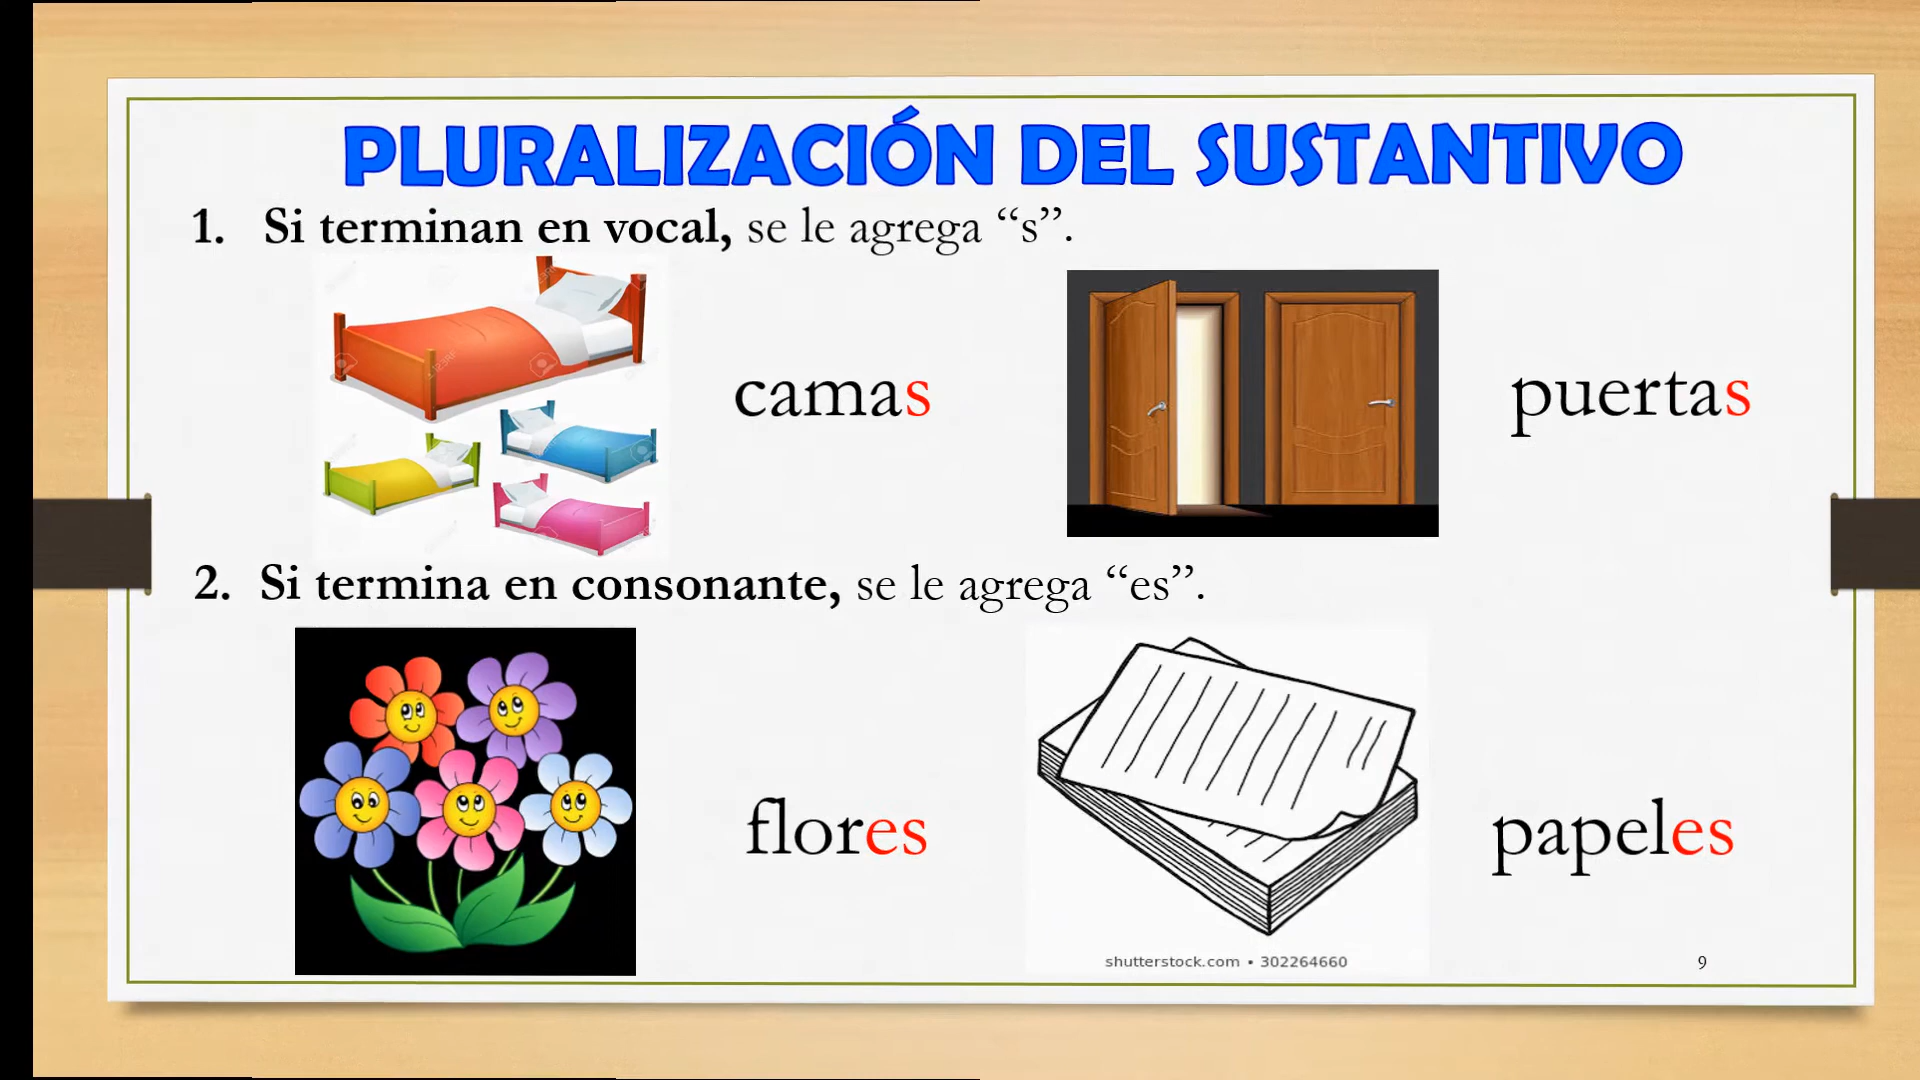 PLURALIZACIÓN DEL SUSTANTIVO
1. Si terminan en vocal, se le agrega “s”.
camas
puertas
2. Si termina en consonante, se le agrega “es”.
flores
papeles
shutterstock.com • 302264660
9